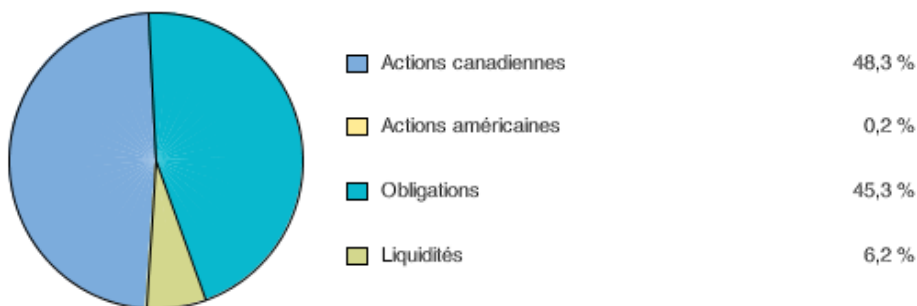 Actions canadiennes 48,3 %
Actions américaines 0,2 %
Obligations 45,3 %
Liquidités 6,2 %